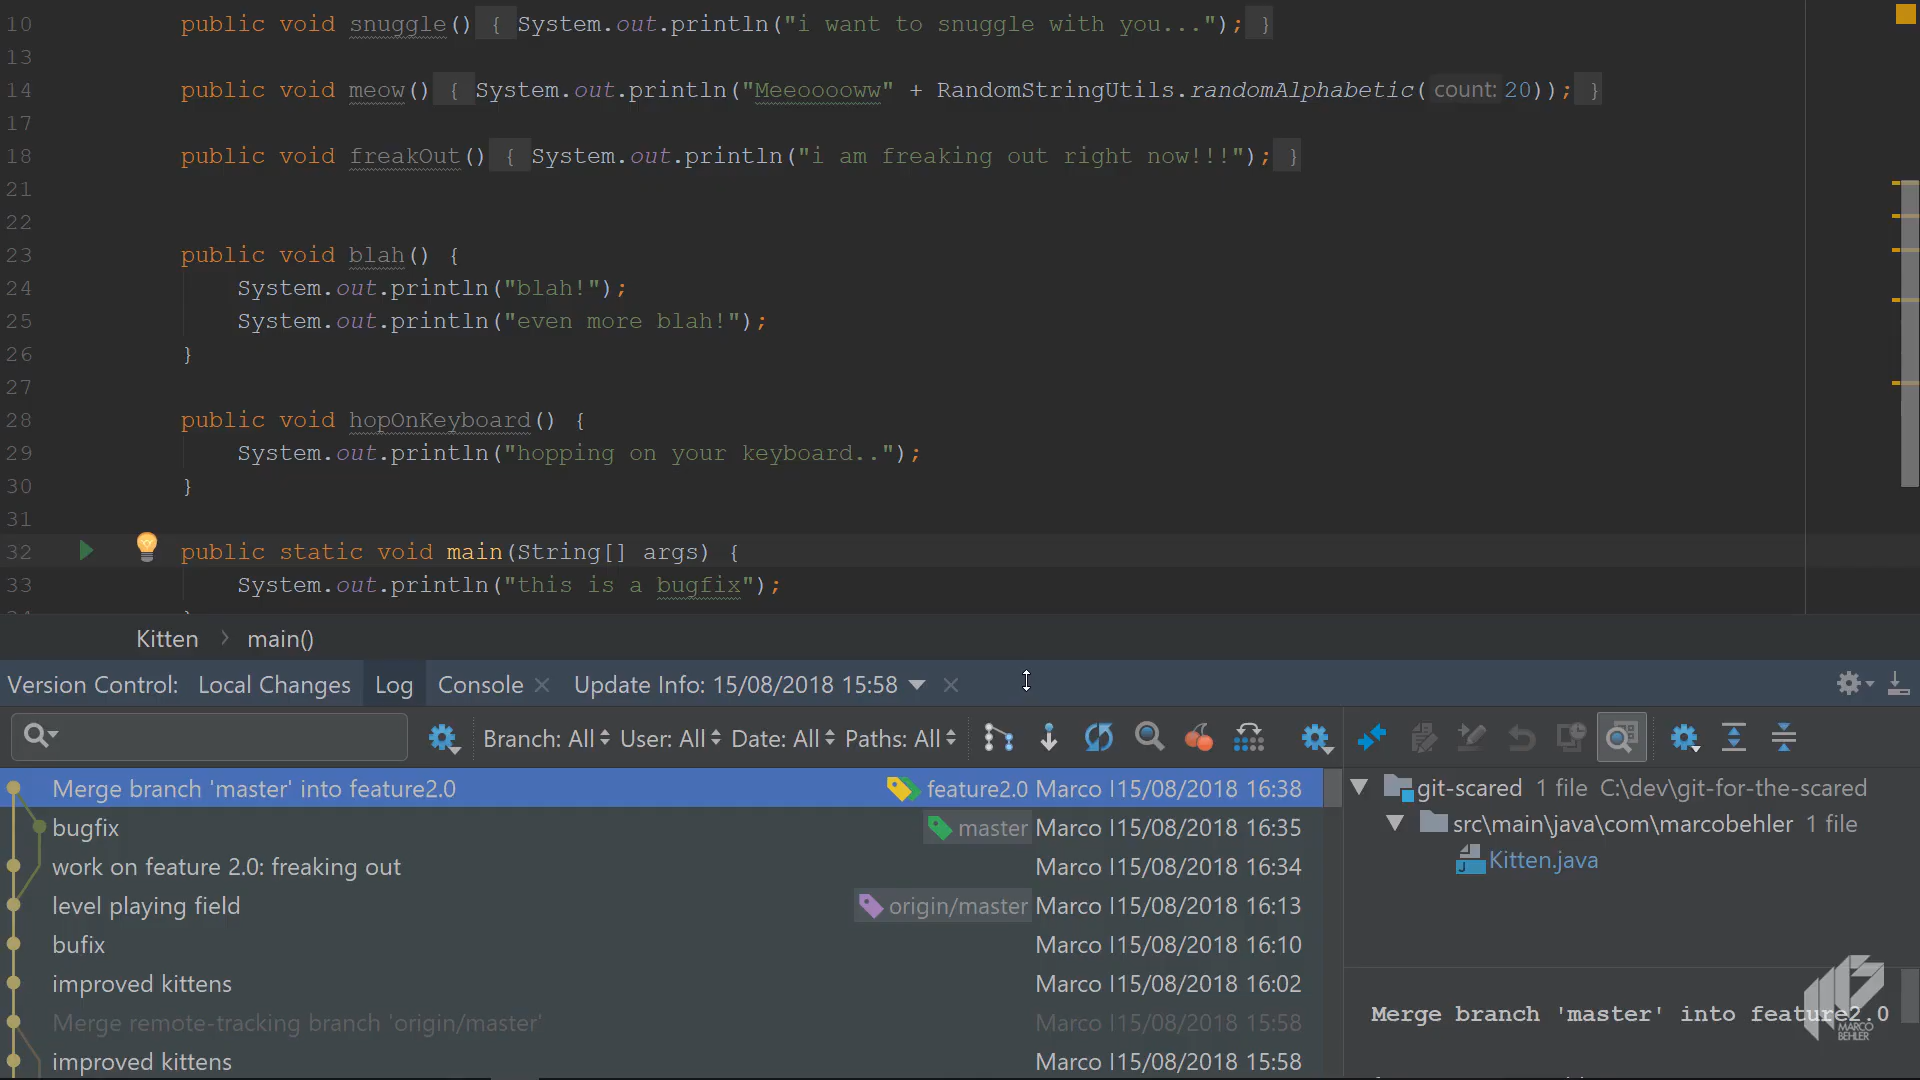 10 public void snuggle() { System.out.println("i want to snuggle with you..."); }
13
14 public void meow() { System.out.println("Meeooooww" + RandomStringUtils.randomAlphabetic( count: 20)); }
17
18 public void freakOut() { System.out.println("i am freaking out right now!!!"); }
21
22
23 public void blah() {
24 System.out.println("blah!");
25 System.out.println("even more blah!");
26 }
27
28 public void hopOnKeyboard() {
29 System.out.println("hopping on your keyboard..");
30 }
31
32 public static void main(String[] args) {
33 System.out.println("this is a bugfix");
Kitten > main()
Version Control: Local Changes Log Console Update Info: 15/08/2018 15:58
Branch: All User: All Date: All Paths: All
Merge branch 'master' into feature2.0 feature2.0 Marco 15/08/2018 16:38
bugfix master Marco 15/08/2018 16:35
work on feature 2.0: freaking out Marco 15/08/2018 16:34
level playing field origin/master Marco 15/08/2018 16:13
bufix Marco 15/08/2018 16:10
improved kittens Marco 15/08/2018 16:02
Merge remote-tracking branch 'origin/master' Marco 15/08/2018 15:58
improved kittens Marco 15/08/2018 15:58
git-scared 1 file C:\dev\git-for-the-scared
src\main\java\com\marcobehler 1 file
Kitten.java
Merge branch 'master' into feature2.0
MARCO
BEHLER